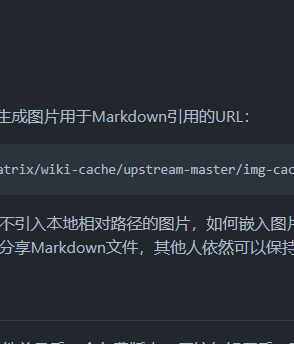 生成图片用于Markdown引用的URL：
atrix/wiki-cache/upstream-master/img-cac
不引入本地相对路径的图片，如何嵌入图片
分享Markdown文件，其他人依然可以保持